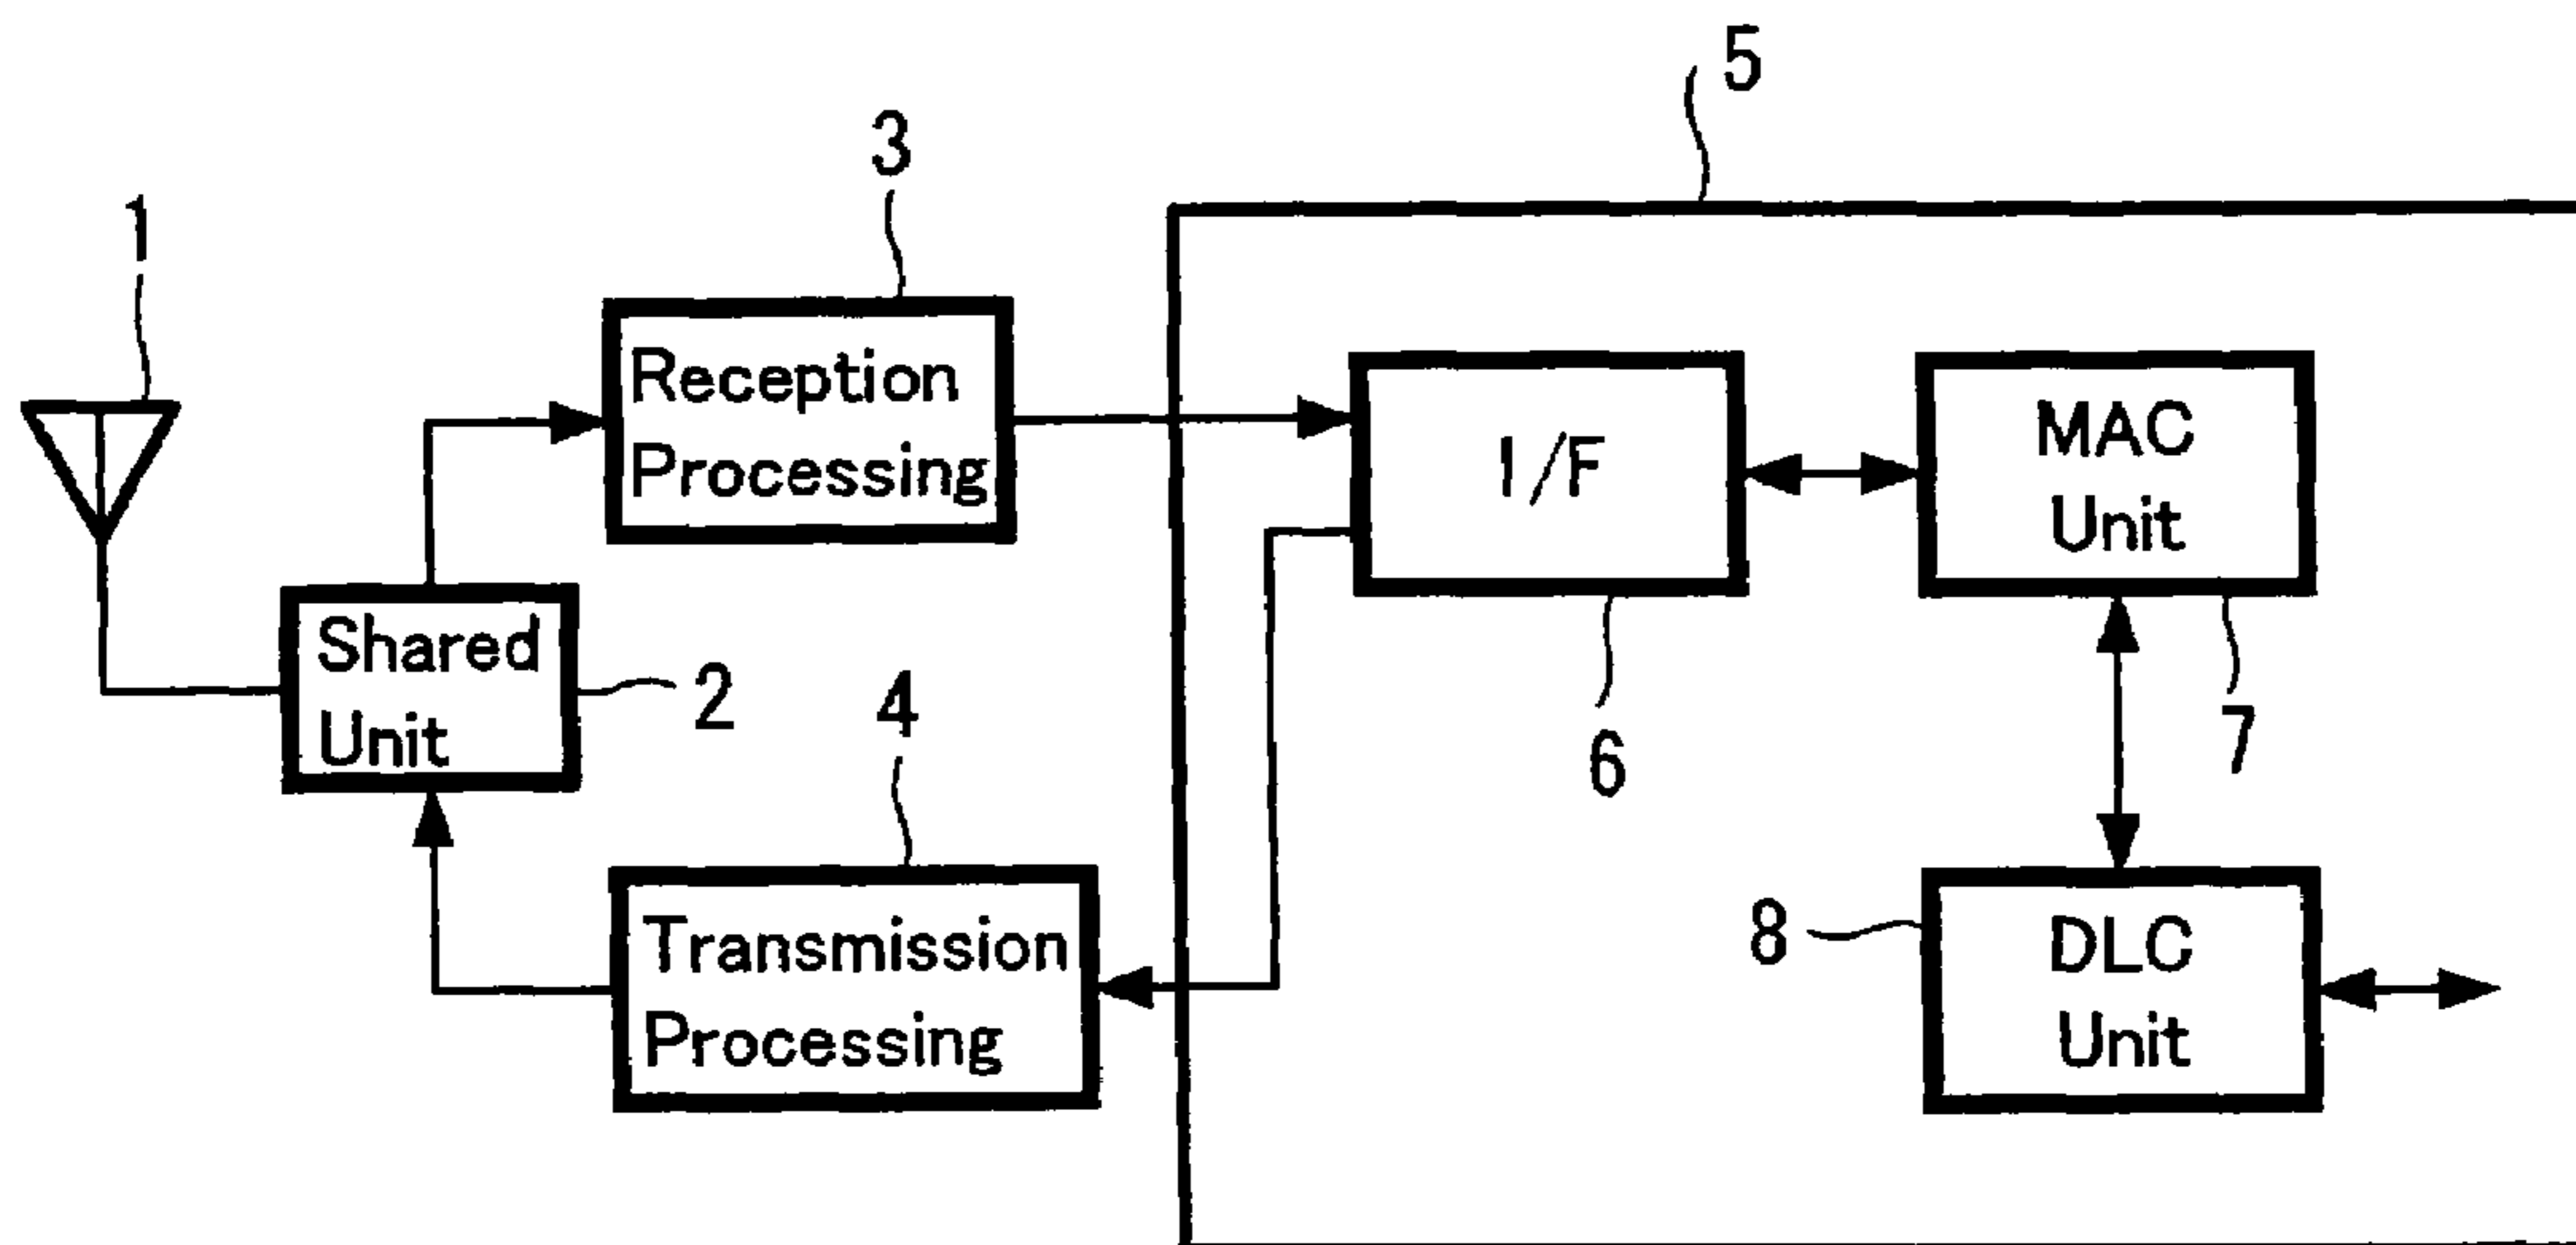 5
3
1
Reception
Processing
I/F
MAC
Unit
Shared
Unit
2
4
6
7
Transmission
Processing
8
DLC
Unit